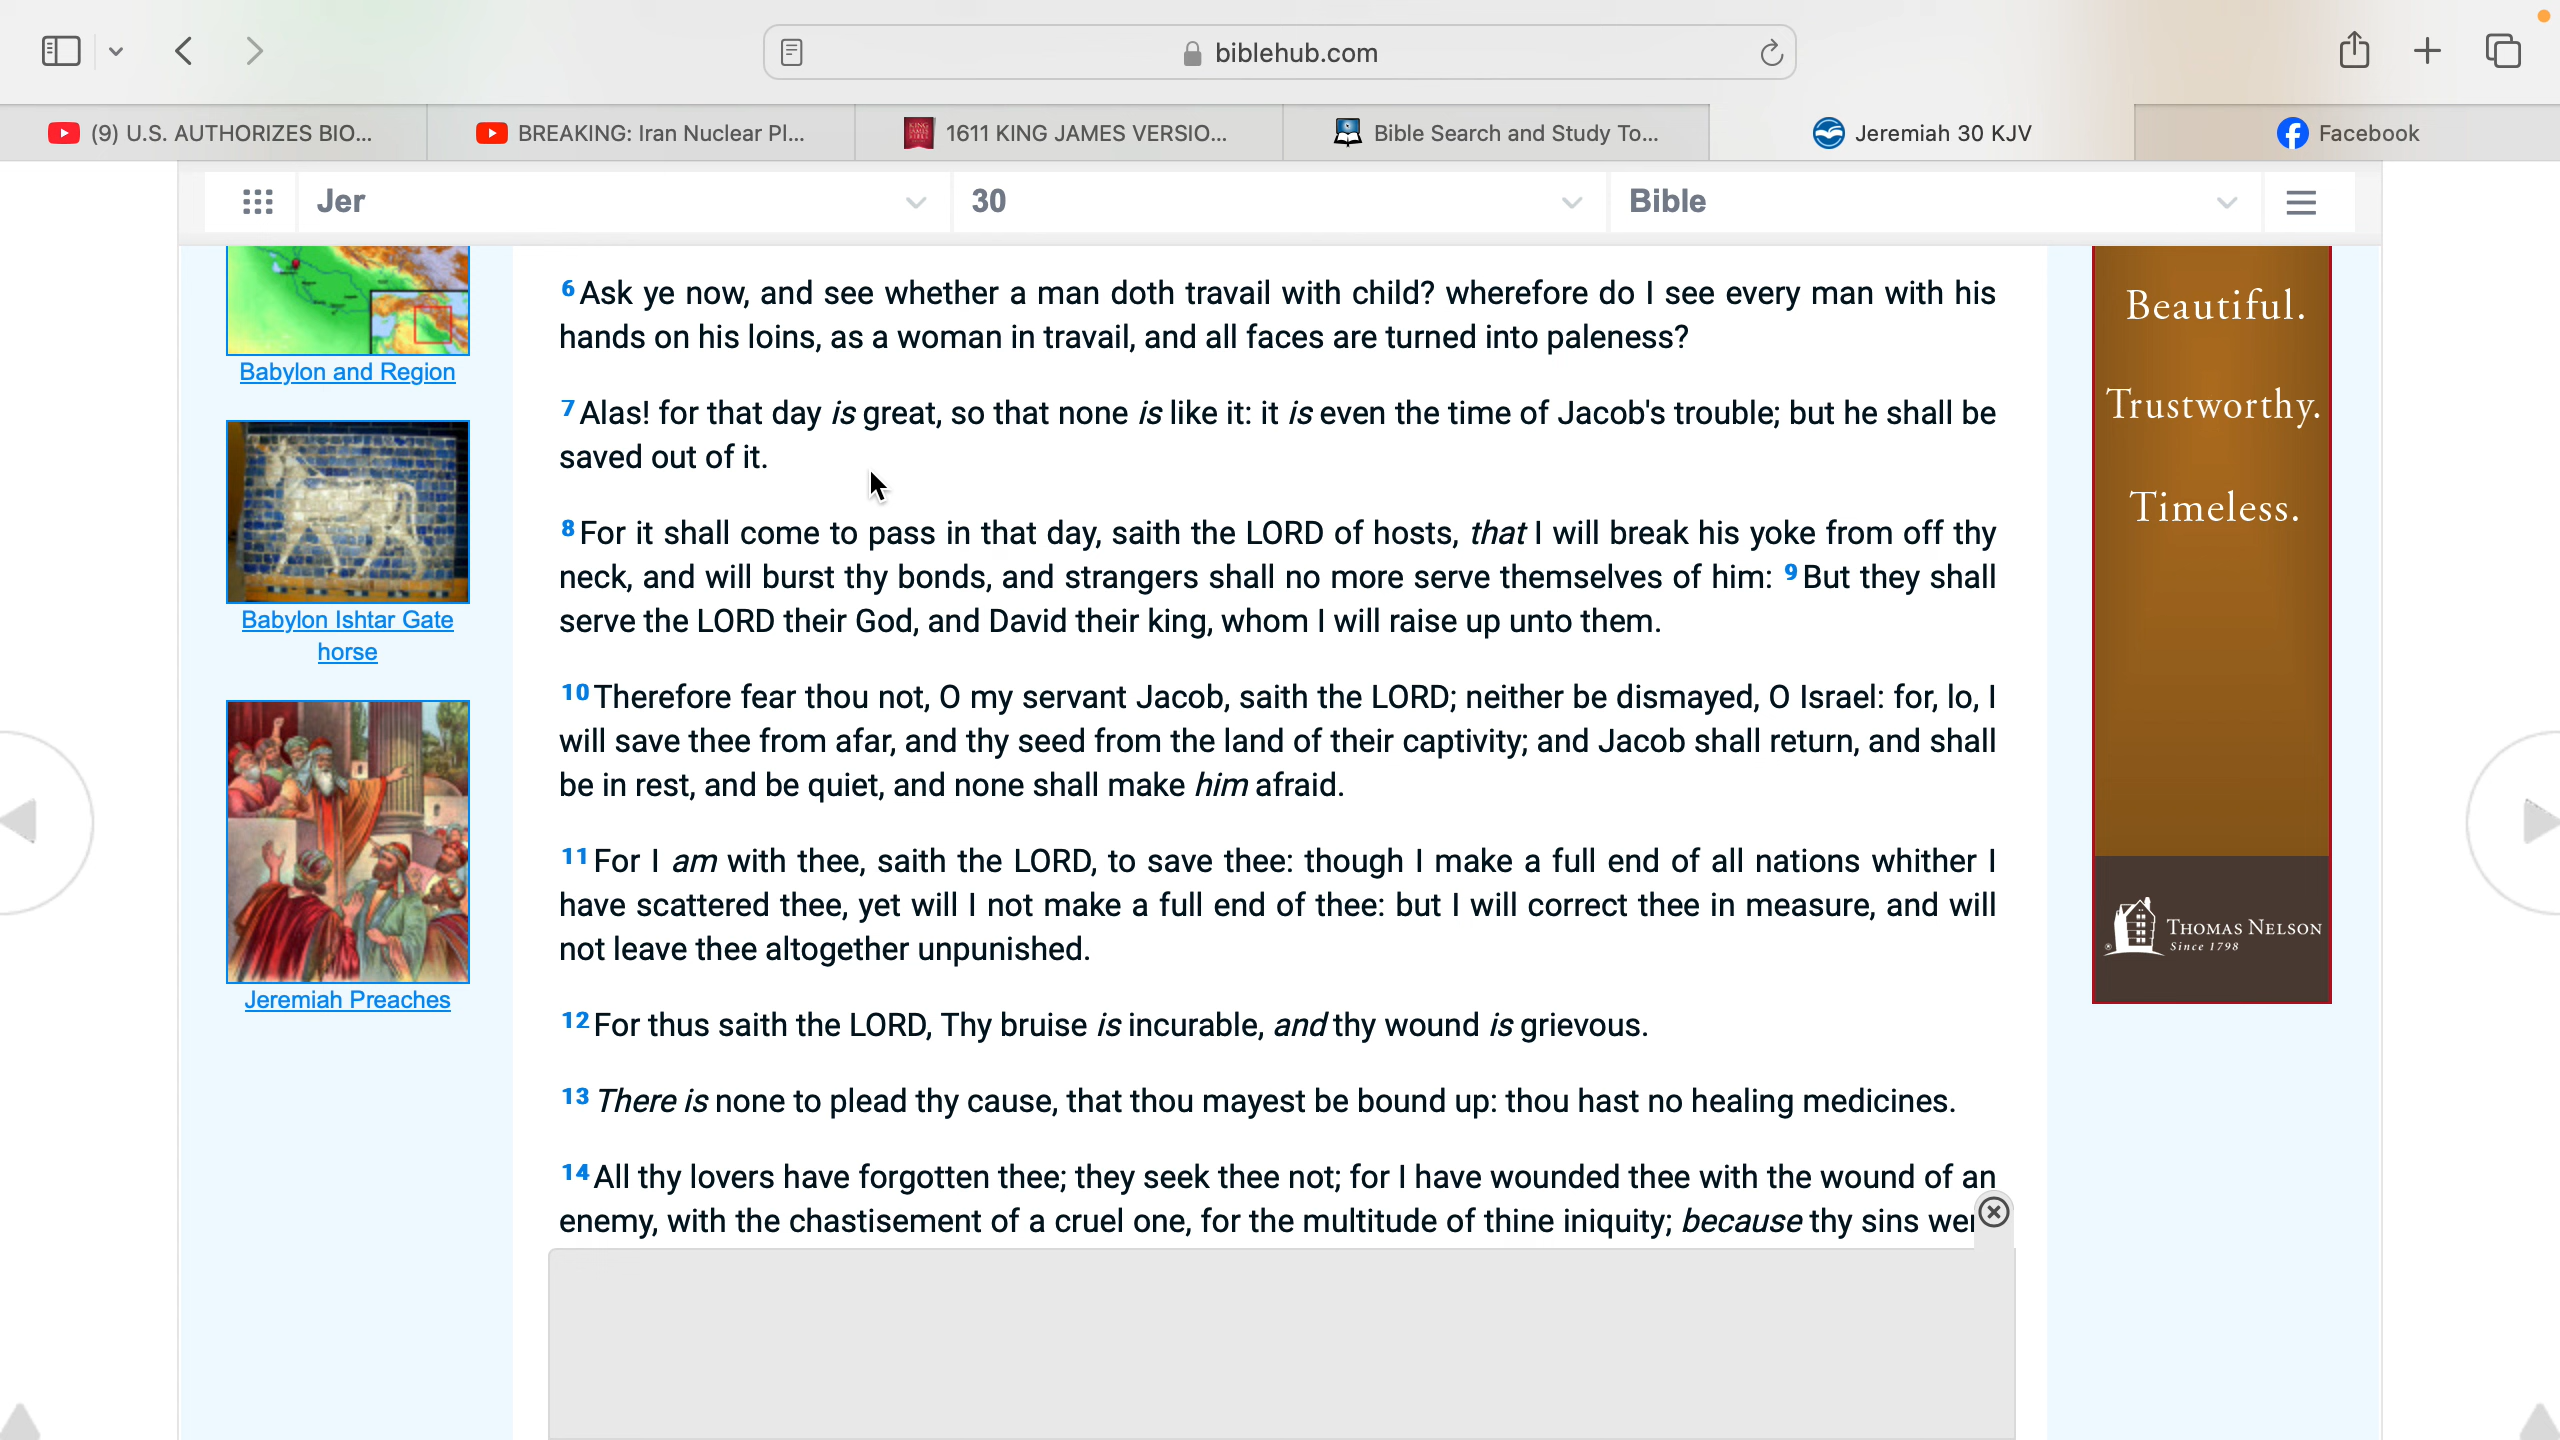 biblehub.com
(9) U.S. AUTHORIZES BIO...
BREAKING: Iran Nuclear Pl...
1611 KING JAMES VERSIO...
Bible Search and Study To...
Jeremiah 30 KJV
Facebook
Jer
30
Bible
Babylon and Region
Babylon Ishtar Gate
horse
Jeremiah Preaches
6 Ask ye now, and see whether a man doth travail with child? wherefore do I see every man with his
hands on his loins, as a woman in travail, and all faces are turned into paleness?
7 Alas! for that day is great, so that none is like it: it is even the time of Jacob's trouble; but he shall be
saved out of it.
8 For it shall come to pass in that day, saith the LORD of hosts, that I will break his yoke from off thy
neck, and will burst thy bonds, and strangers shall no more serve themselves of him: 9 But they shall
serve the LORD their God, and David their king, whom I will raise up unto them.
10 Therefore fear thou not, O my servant Jacob, saith the LORD; neither be dismayed, O Israel: for, lo, I
will save thee from afar, and thy seed from the land of their captivity; and Jacob shall return, and shall
be in rest, and be quiet, and none shall make him afraid.
11 For I am with thee, saith the LORD, to save thee: though I make a full end of all nations whither I
have scattered thee, yet will I not make a full end of thee: but I will correct thee in measure, and will
not leave thee altogether unpunished.
12 For thus saith the LORD, Thy bruise is incurable, and thy wound is grievous.
13 There is none to plead thy cause, that thou mayest be bound up: thou hast no healing medicines.
14 All thy lovers have forgotten thee; they seek thee not; for I have wounded thee with the wound of an
enemy, with the chastisement of a cruel one, for the multitude of thine iniquity; because thy sins wer
Beautiful.
Trustworthy.
Timeless.
THOMAS NELSON
Since 1798